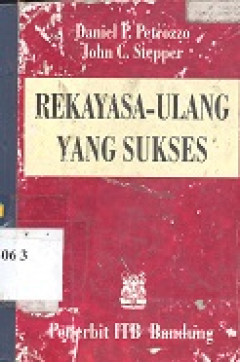 Daniel P. Petrozzo
John C. Stepper
REKAYASA-ULANG
YANG SUKSES
06 3
Penerbit ITB Bandung